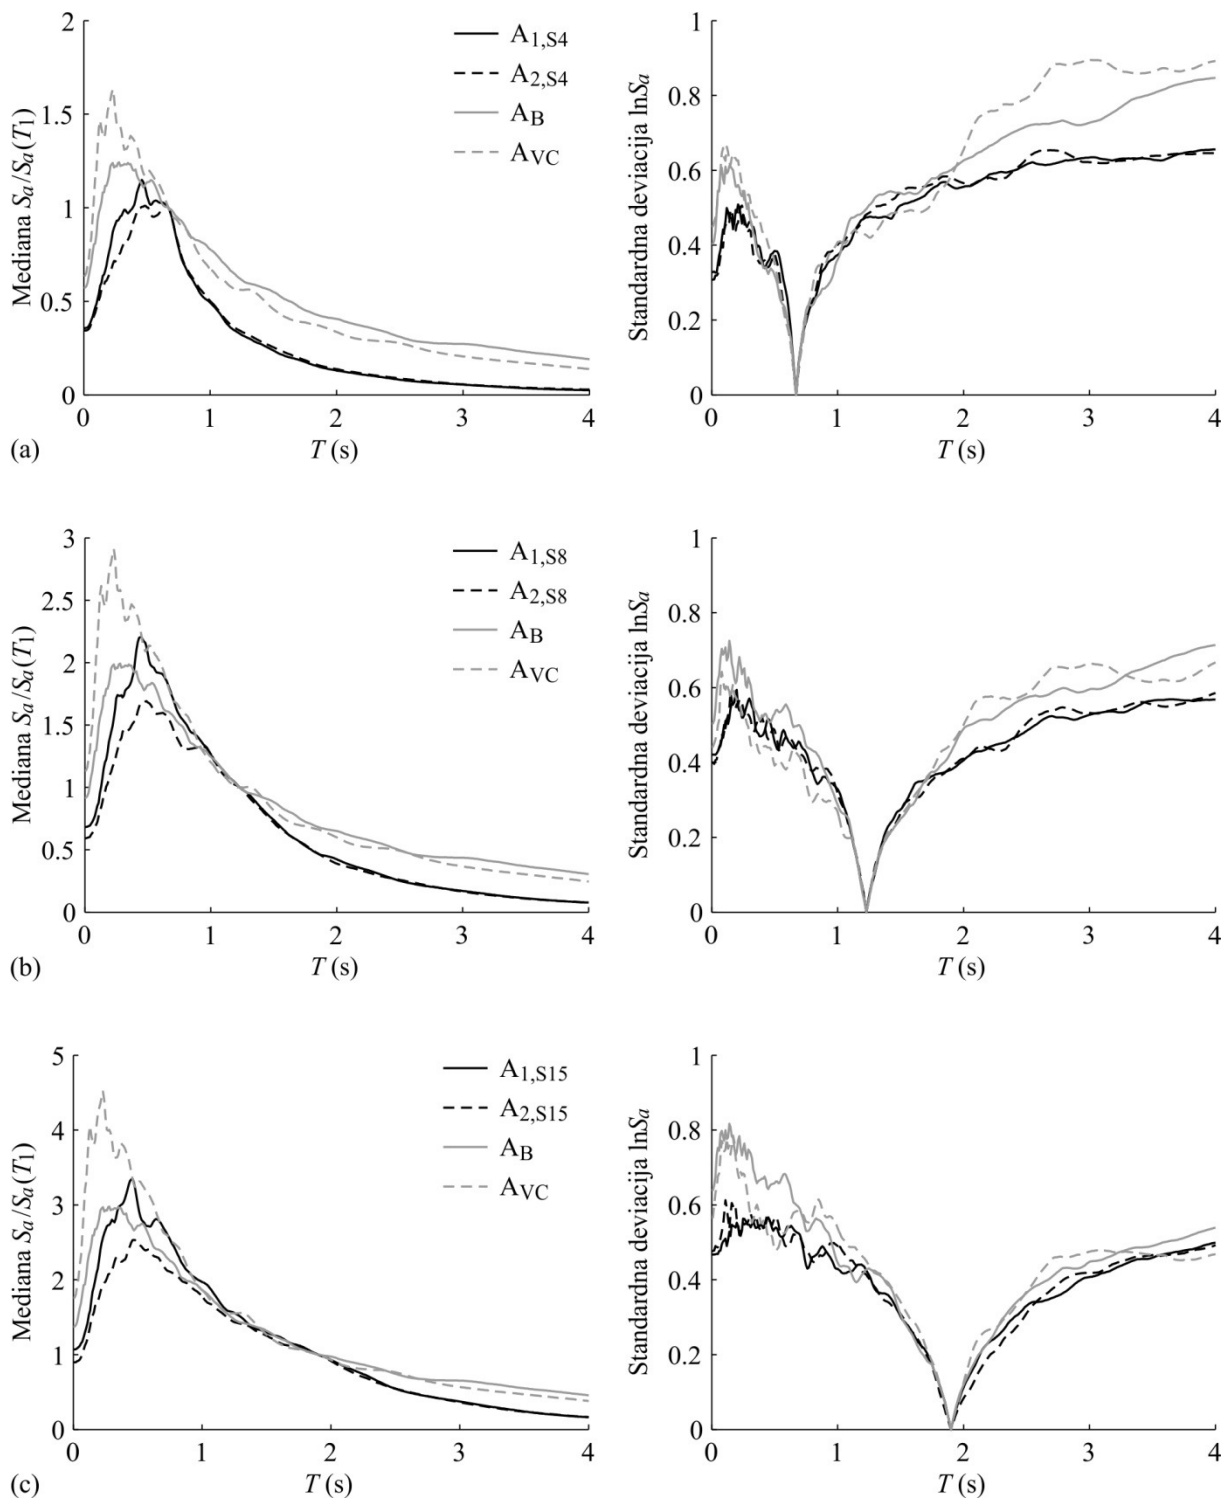 Mediana Sa/Sa(T1)
2
1.5
1
0.5
0
0 1 2 3 4
T (s)
A1,S4
A2,S4
AB
AVC
(a)
Standardna deviacija lnSa
1
0.8
0.6
0.4
0.2
0
0 1 2 3 4
T (s)
Mediana Sa/Sa(T1)
3
2.5
2
1.5
1
0.5
0
0 1 2 3 4
T (s)
A1,S8
A2,S8
AB
AVC
(b)
Standardna deviacija lnSa
1
0.8
0.6
0.4
0.2
0
0 1 2 3 4
T (s)
Mediana Sa/Sa(T1)
5
4
3
2
1
0
0 1 2 3 4
T (s)
A1,S15
A2,S15
AB
AVC
(c)
Standardna deviacija lnSa
1
0.8
0.6
0.4
0.2
0
0 1 2 3 4
T (s)